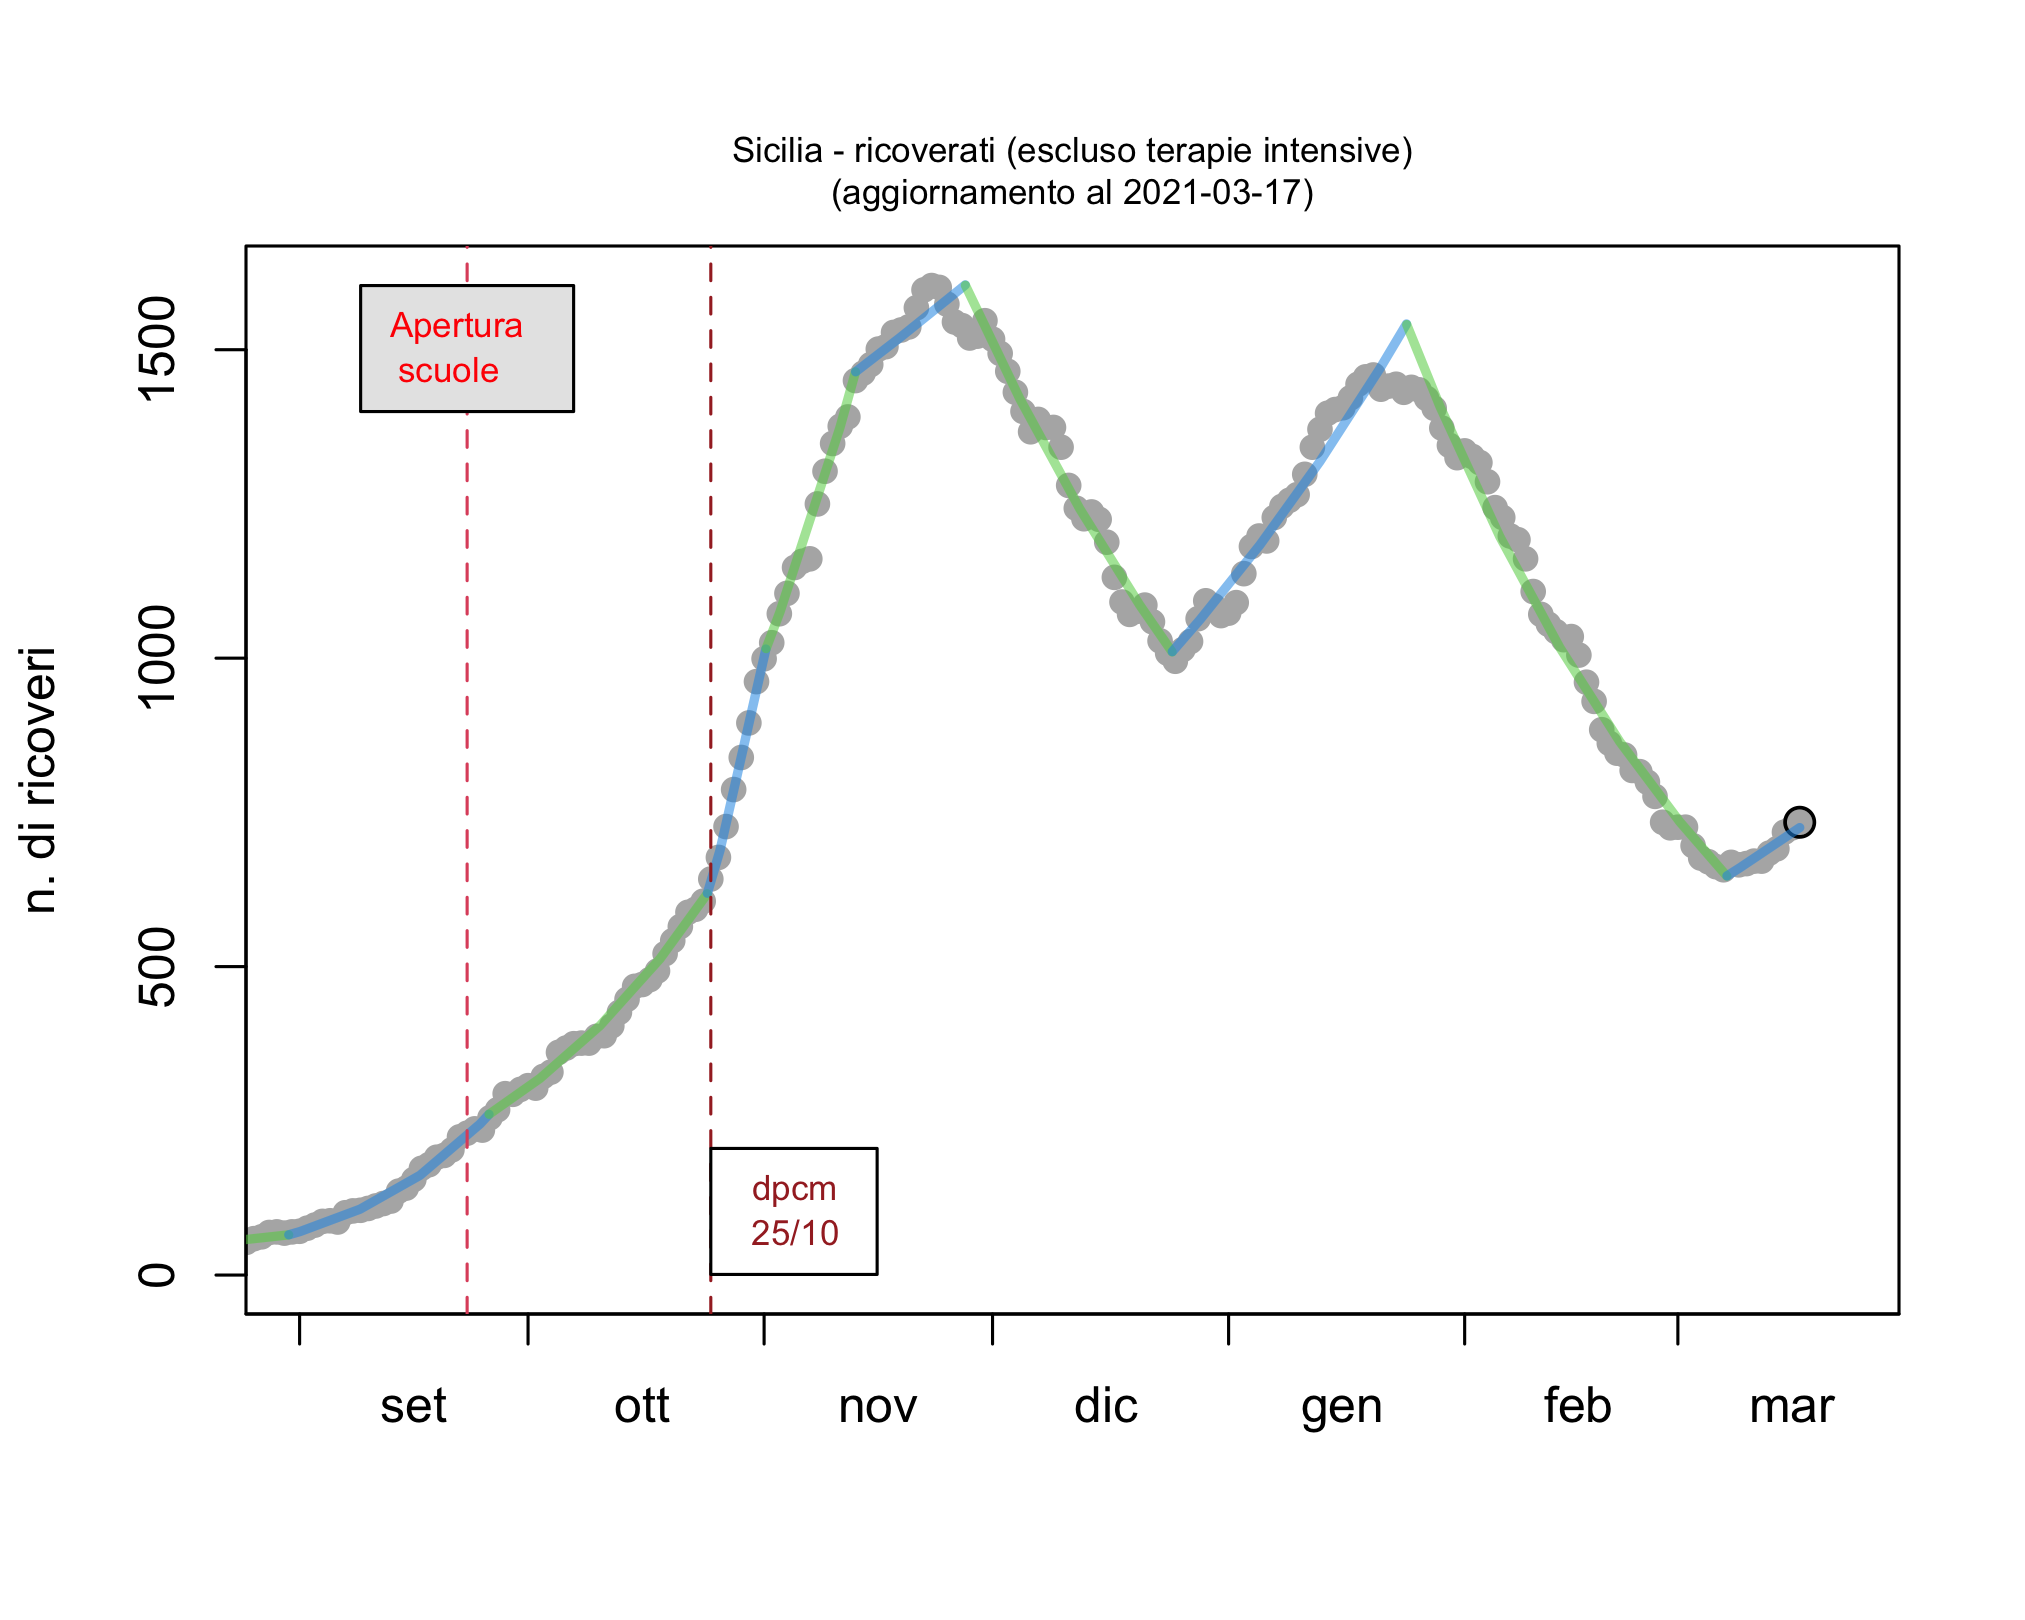 Sicilia - ricoverati (escluso terapie intensive)
(aggiornamento al 2021-03-17)
n. di ricoveri
1500
1000
500
0
Apertura
scuole
dpcm
25/10
set ott nov dic gen feb mar